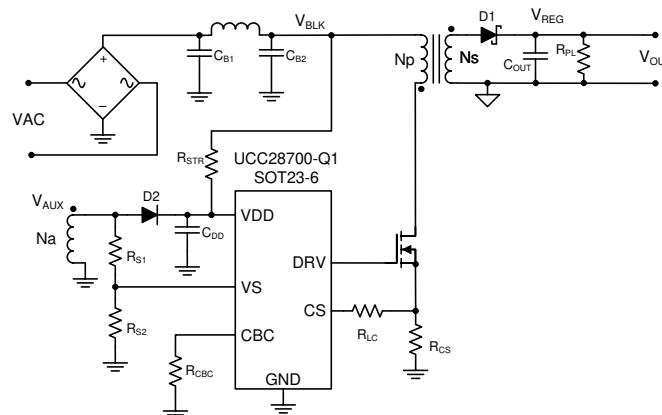 D1
V_BLK
V_REG
+
C_B1
C_B2
Np
Ns
C_OUT
R_PL
V_OU
VAC
−
R_STR
UCC28700-Q1
SOT23-6
V_AUX
D2
Na
C_DD
VDD
R_S1
DRV
VS
CS
R_S2
R_LC
CBC
R_CS
R_CBC
GND